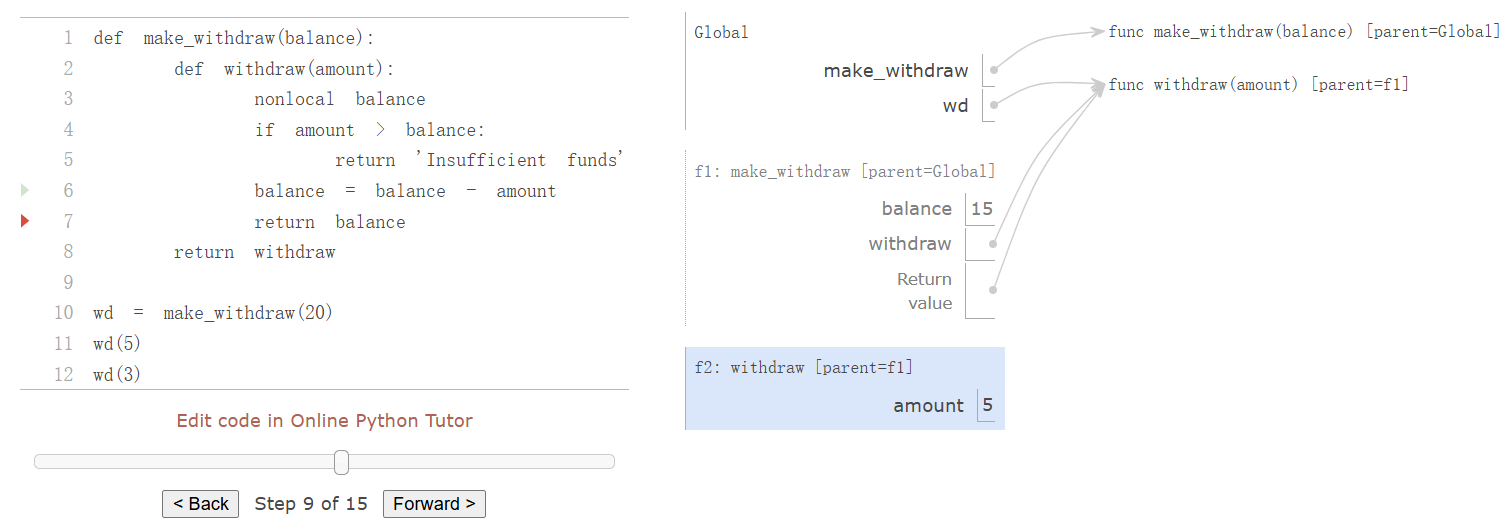 1 def make_withdraw(balance):
2 def withdraw(amount):
3 nonlocal balance
4 if amount > balance:
5 return 'Insufficient funds'
6 balance = balance - amount
7 return balance
8 return withdraw
9
10 wd = make_withdraw(20)
11 wd(5)
12 wd(3)
Edit code in Online Python Tutor
< Back Step 9 of 15 Forward >
Global
make_withdraw
wd
func make_withdraw(balance) [parent=Global]
func withdraw(amount) [parent=f1]
f1: make_withdraw [parent=Global]
balance 15
withdraw
Return
value
f2: withdraw [parent=f1]
amount 5